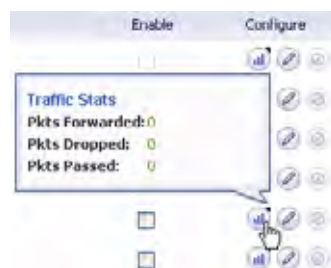 Enable Configure
Traffic Stats
Pkts Forwarded: 0
Pkts Dropped: 0
Pkts Passed: 0